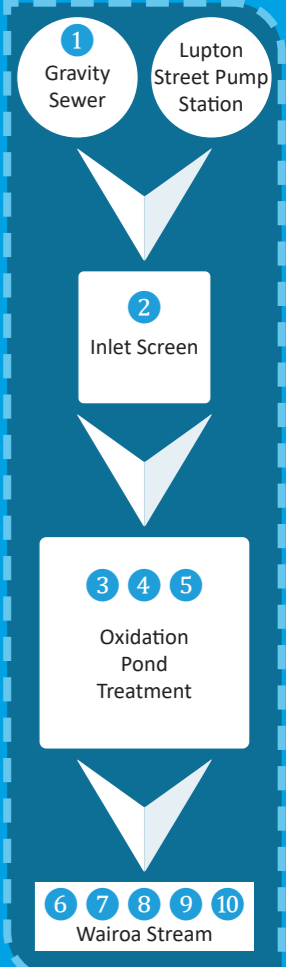 1
Gravity
Sewer
Lupton
Street Pump
Station
2
Inlet Screen
3 4 5
Oxidation
Pond
Treatment
6 7 8 9 10
Wairoa Stream